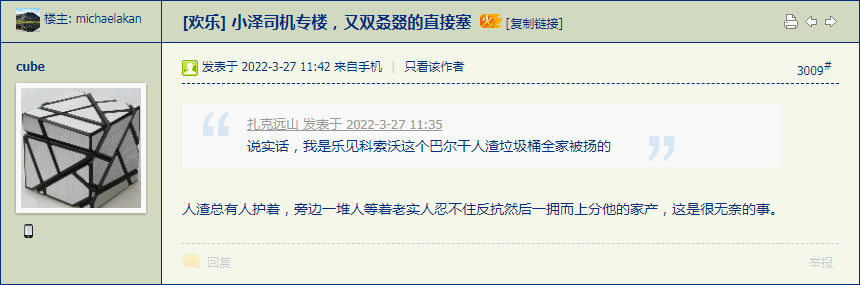 楼主: michaelakan
[欢乐] 小泽司机专楼，又双叒叕的直接塞 火 [复制链接]
cube
发表于 2022-3-27 11:42 来自手机 | 只看该作者
3009#
扎克远山 发表于 2022-3-27 11:35
说实话，我是乐见科索沃这个巴尔干人渣垃圾桶全家被扬的
人渣总有人护着，旁边一堆人等着老实人忍不住反抗然后一拥而上分他的家产，这是很无奈的事。
回复
举报